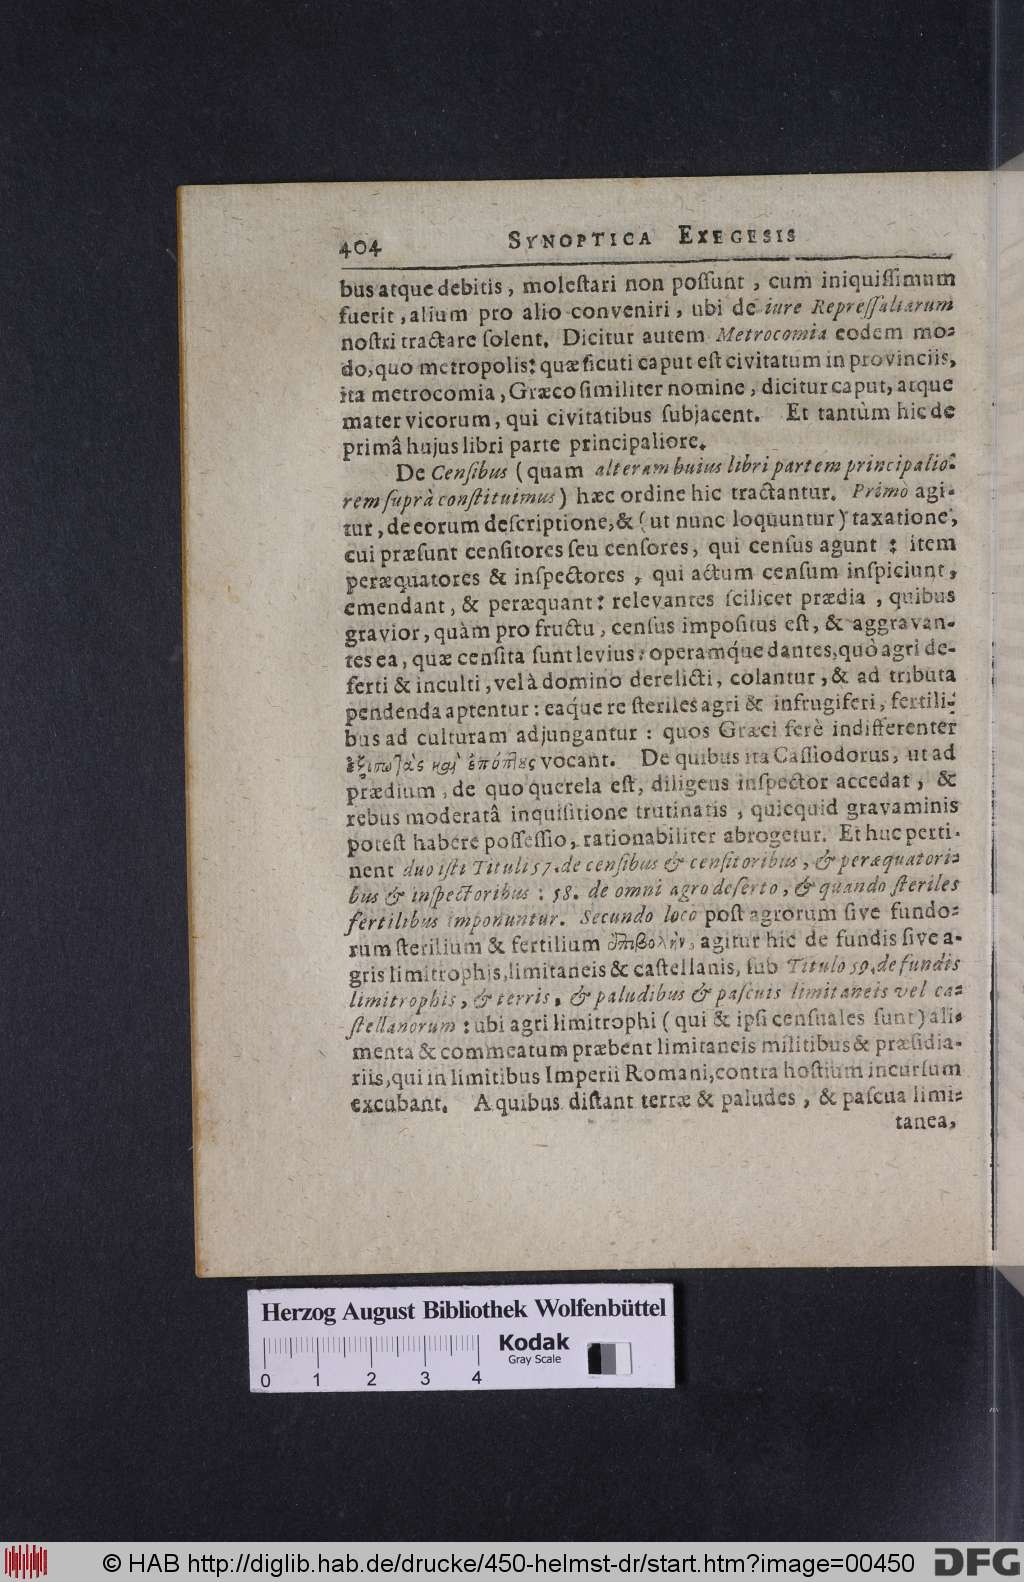 404 SYNOPTICA EXEGESIS
bus atque debitis, moleſtari non poſſunt, cum iniquiſſimum
fuerit, alium pro alio conveniri, ubi de iure Repreſſaliarum
noſtri tractare ſolent. Dicitur autem Metrocomia eodem mo-
do, quo metropolis: quæ ſicuti caput eſt civitatum in provinciis,
ita metrocomia, Græco ſimiliter nomine, dicitur caput, atque
mater vicorum, qui civitatibus ſubjacent. Et tantùm hic de
primâ hujus libri parte principaliore.
De Cenſibus (quam alteram huius libri partem principalio-
rem ſuprà conſtituimus) hæc ordine hic tractantur. Primo agi-
tur, de eorum deſcriptione, & (ut nunc loquuntur) taxatione,
cui præſunt cenſitores ſeu cenſores, qui cenſus agunt: item
peræquatores & inſpectores, qui actum cenſum inſpiciunt,
emendant, & peræquant: relevantes ſcilicet prædia, quibus
gravior, quàm pro fructu, cenſus impoſitus eſt, & aggravan-
tes ea, quæ cenſita ſunt levius: operamq́ue dantes, quò agri de-
ſerti & inculti, vel à domino derelicti, colantur, & ad tributa
pendenda aptentur: eaq́ue re ſteriles agri & infrugiferi, fertili-
bus ad culturam adjungantur: quos Græci ferè indifferenter
ἐξισωτὰς καὶ ἐπόπτας vocant. De quibus ita Caſſiodorus, ut ad
prædium, de quo querela eſt, diligens inſpector accedat, &
rebus moderatâ inquiſitione trutinatis, quicquid gravaminis
poteſt habere poſſeſſio, rationabiliter abrogetur. Et huc perti-
nent duo iſti Tituli 57. de cenſibus & cenſitoribus, & peræquatori-
bus & inſpectoribus: 58. de omni agro deſerto, & quando ſteriles
fertilibus imponuntur. Secundo loco poſt agrorum ſive fundo-
rum ſterilium & fertilium ἐπιβολὴν, agitur hic de fundis ſive a-
gris limitrophis, limitaneis & caſtellanis, ſub Titulo 59. de fundis
limitrophis, & terris, & paludibus & paſcuis limitaneis vel ca-
ſtellanorum: ubi agri limitrophi (qui & ipſi cenſuales ſunt) ali-
menta & commeatum præbent limitaneis militibus & præſidia-
riis, qui in limitibus Imperii Romani, contra hoſtium incurſum
excubant. A quibus diſtant terræ & paludes, & paſcua limi-
tanea,
Herzog August Bibliothek Wolfenbüttel
Kodak
Gray Scale
0 1 2 3 4
© HAB http://diglib.hab.de/drucke/450-helmst-dr/start.htm?image=00450
DFG